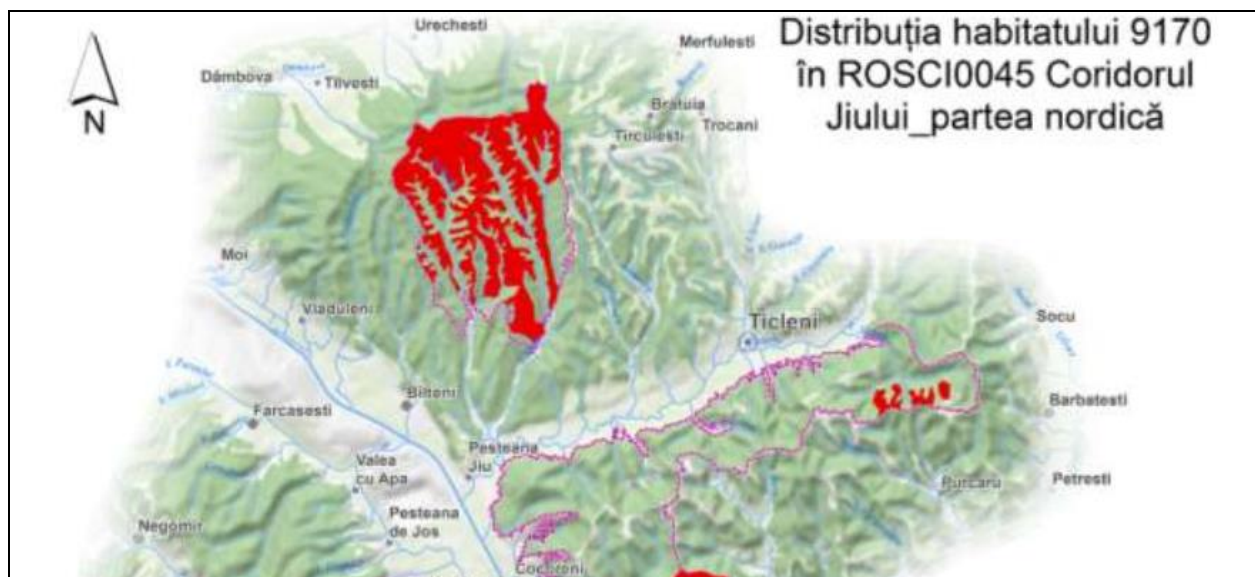 Distribuția habitatului 9170
în ROSCI0045 Coridorul
Jiului_partea nordică
N
Urechesti
Merfulesti
Dâmbova
Tilvesti
Bratuia
Trocani
Tirculesti
Moi
Vladuleni
Ticleni
Socu
Bilteni
Farcasesti
Barbatesti
Pesteana
Jiu
Valea
cu Apa
Purcaru
Petresti
Pesteana
de Jos
Negomir
Cocoreni